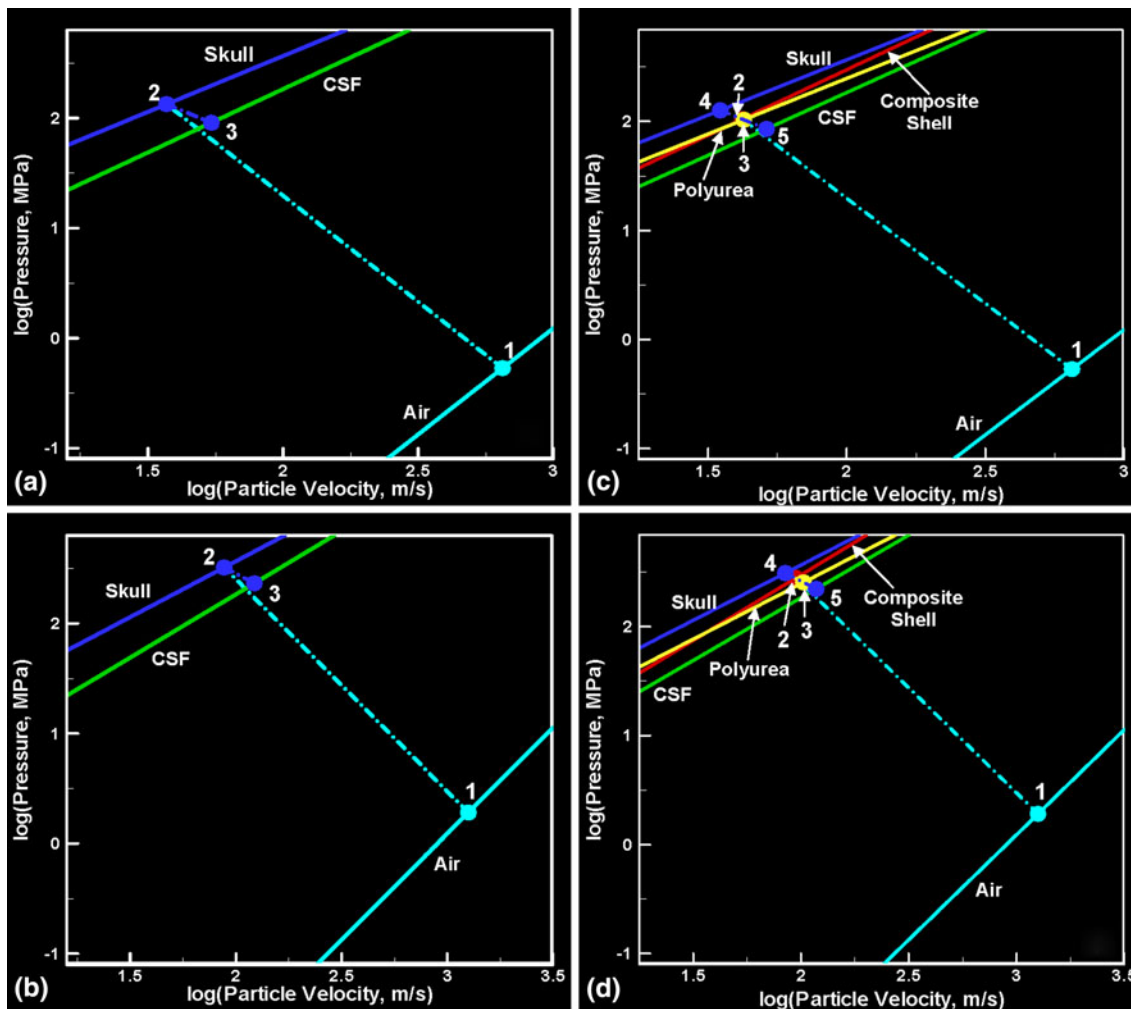 Skull
CSF
2
3
1
Air
2
1
0
-1
1.5
2
2.5
3
log(Pressure, MPa)
log(Particle Velocity, m/s)
(a)
Skull
2
4
Composite
Shell
CSF
5
3
Polyurea
1
Air
2
1
0
-1
1.5
2
2.5
3
log(Pressure, MPa)
log(Particle Velocity, m/s)
(c)
2
3
Skull
CSF
1
Air
2
1
0
-1
1.5
2
2.5
3
3.5
log(Pressure, MPa)
log(Particle Velocity, m/s)
(b)
4
Skull
5
Composite
Shell
2
3
Polyurea
CSF
1
Air
2
1
0
-1
1.5
2
2.5
3
3.5
log(Pressure, MPa)
log(Particle Velocity, m/s)
(d)